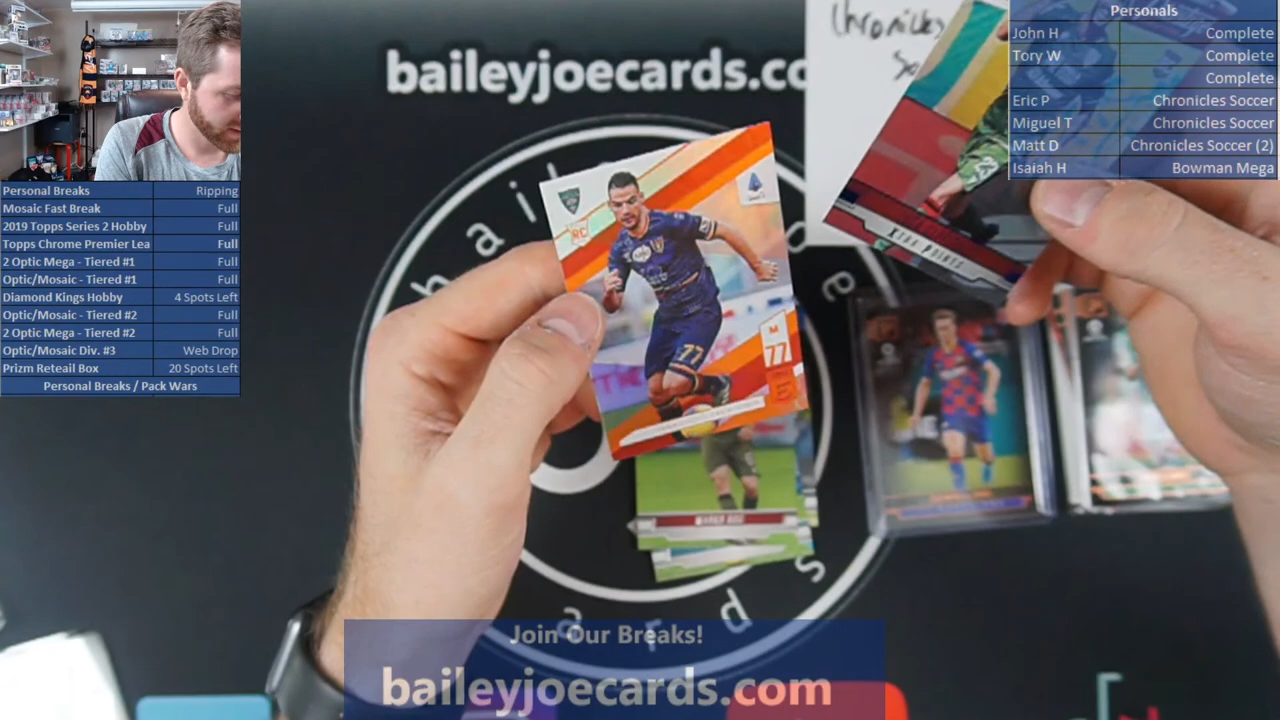 baileyjoecards.co
Chronicles
So
Personals
John H Complete
Tory W Complete
Complete
Eric P Chronicles Soccer
Miguel T Chronicles Soccer
Matt D Chronicles Soccer (2)
Isaiah H Bowman Mega
Personal Breaks Ripping
Mosaic Fast Break Full
2019 Topps Series 2 Hobby Full
Topps Chrome Premier Lea Full
2 Optic Mega - Tiered #1 Full
Optic/Mosaic - Tiered #1 Full
Diamond Kings Hobby 4 Spots Left
Optic/Mosaic - Tiered #2 Full
2 Optic Mega - Tiered #2 Full
Optic/Mosaic Div. #3 Web Drop
Prizm Reteail Box 20 Spots Left
Personal Breaks / Pack Wars
RC
M
77
77
b a i l
e
a r d s
Join Our Breaks!
baileyjoecards.com